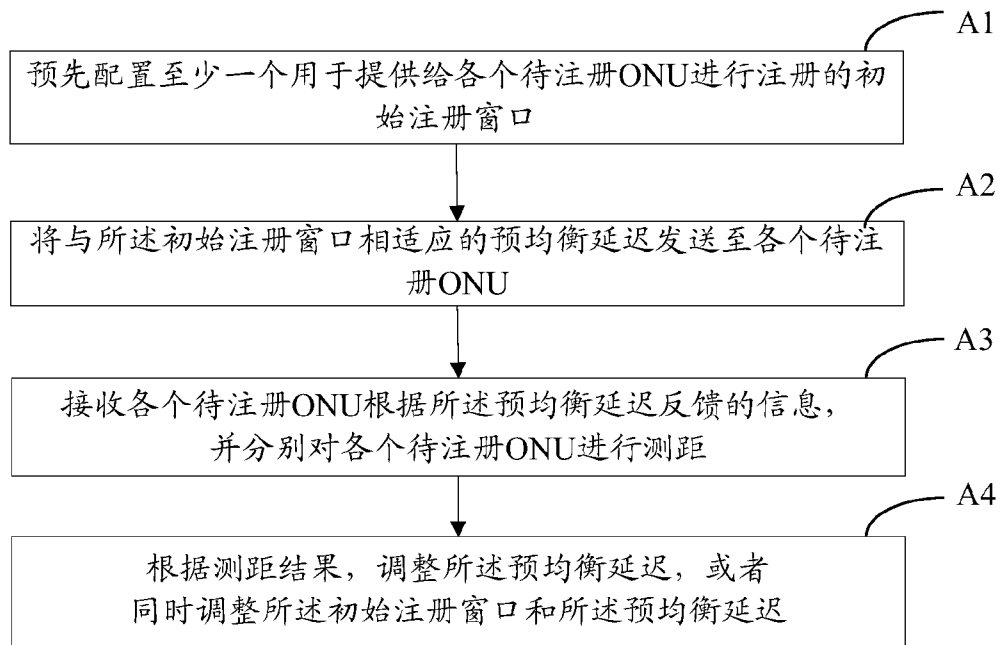 A1
预先配置至少一个用于提供给各个待注册ONU进行注册的初
始注册窗口
A2
将与所述初始注册窗口相适应的预均衡延迟发送至各个待注
册ONU
A3
接收各个待注册ONU根据所述预均衡延迟反馈的信息，
并分别对各个待注册ONU进行测距
A4
根据测距结果，调整所述预均衡延迟，或者
同时调整所述初始注册窗口和所述预均衡延迟